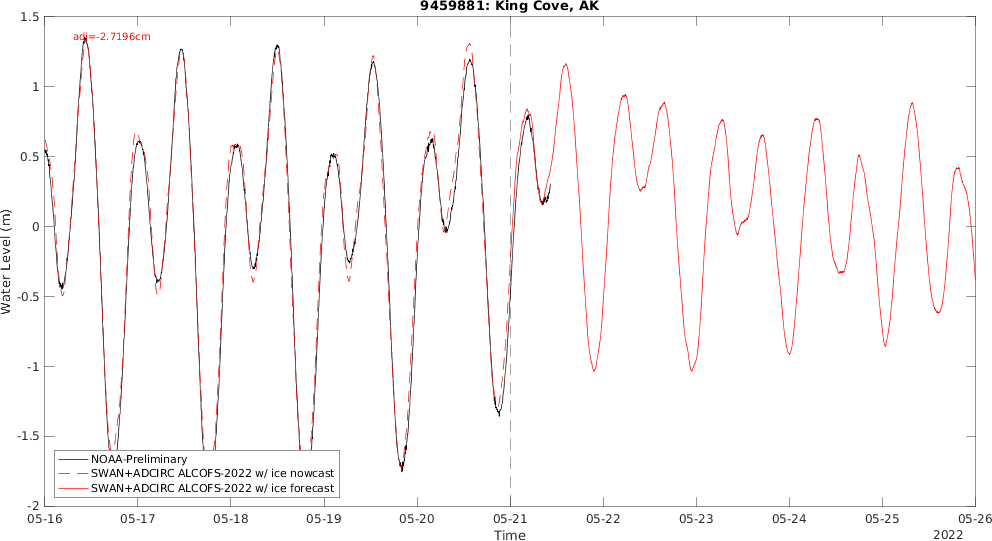 9459881: King Cove, AK
adj=-2.7196cm
1.5
1
0.5
0
-0.5
-1
-1.5
-2
Water Level (m)
NOAA-Preliminary
SWAN+ADCIRC ALCOFS-2022 w/ ice nowcast
SWAN+ADCIRC ALCOFS-2022 w/ ice forecast
05-16 05-17 05-18 05-19 05-20 05-21 05-22 05-23 05-24 05-25 05-26
Time
2022